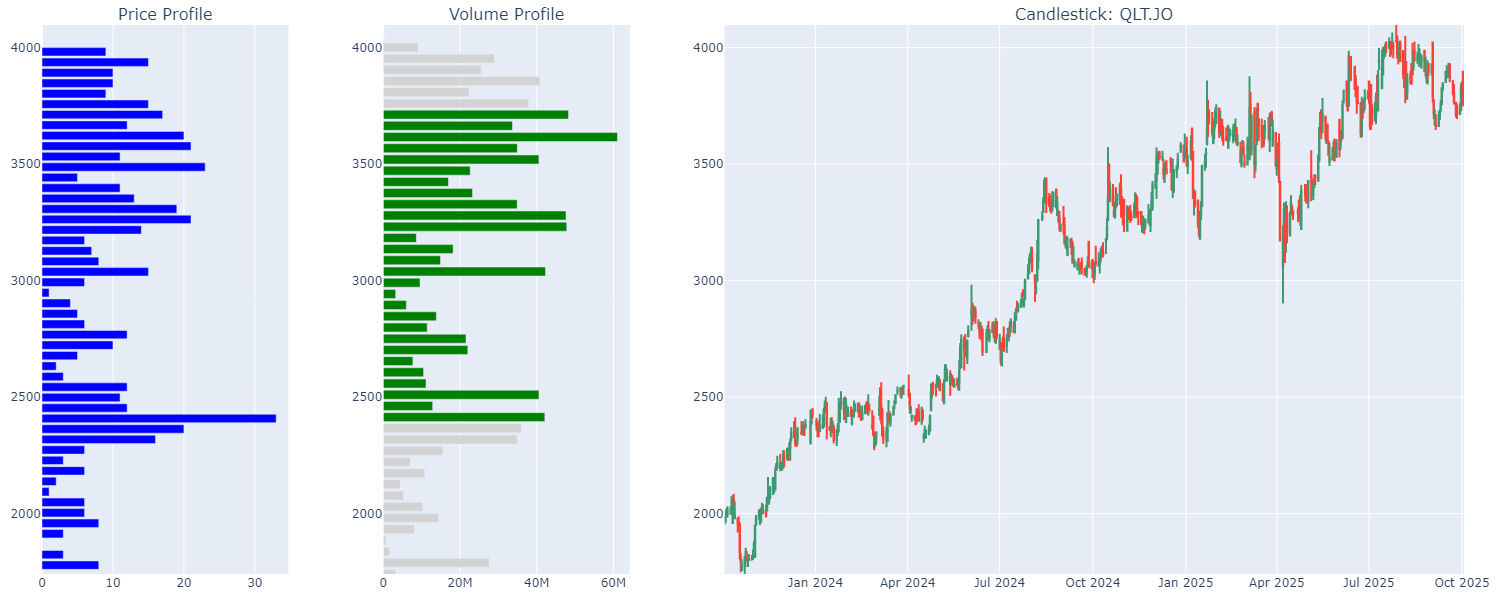 Price Profile
Volume Profile
Candlestick: QLT.JO
4000
3500
3000
2500
2000
0
10
20
30
4000
3500
3000
2500
2000
0
20M
40M
60M
4000
3500
3000
2500
2000
Jan 2024
Apr 2024
Jul 2024
Oct 2024
Jan 2025
Apr 2025
Jul 2025
Oct 2025